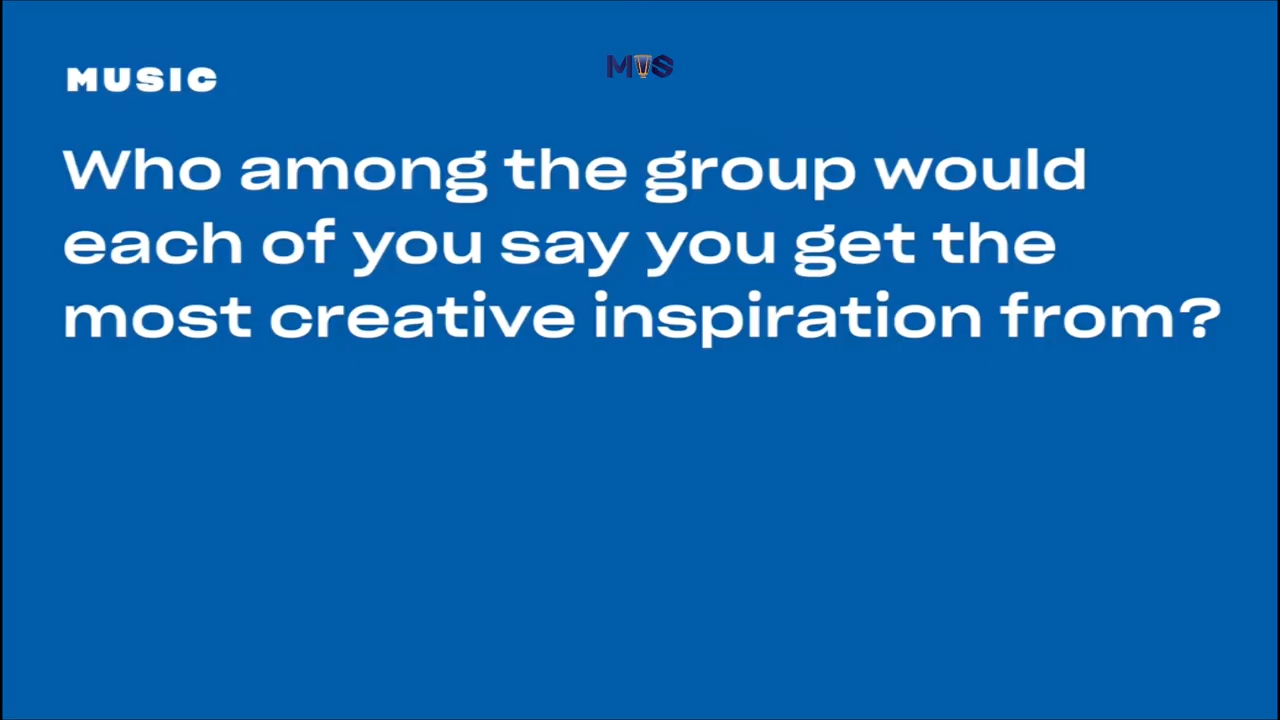 MUSIC
MVS
Who among the group would
each of you say you get the
most creative inspiration from?